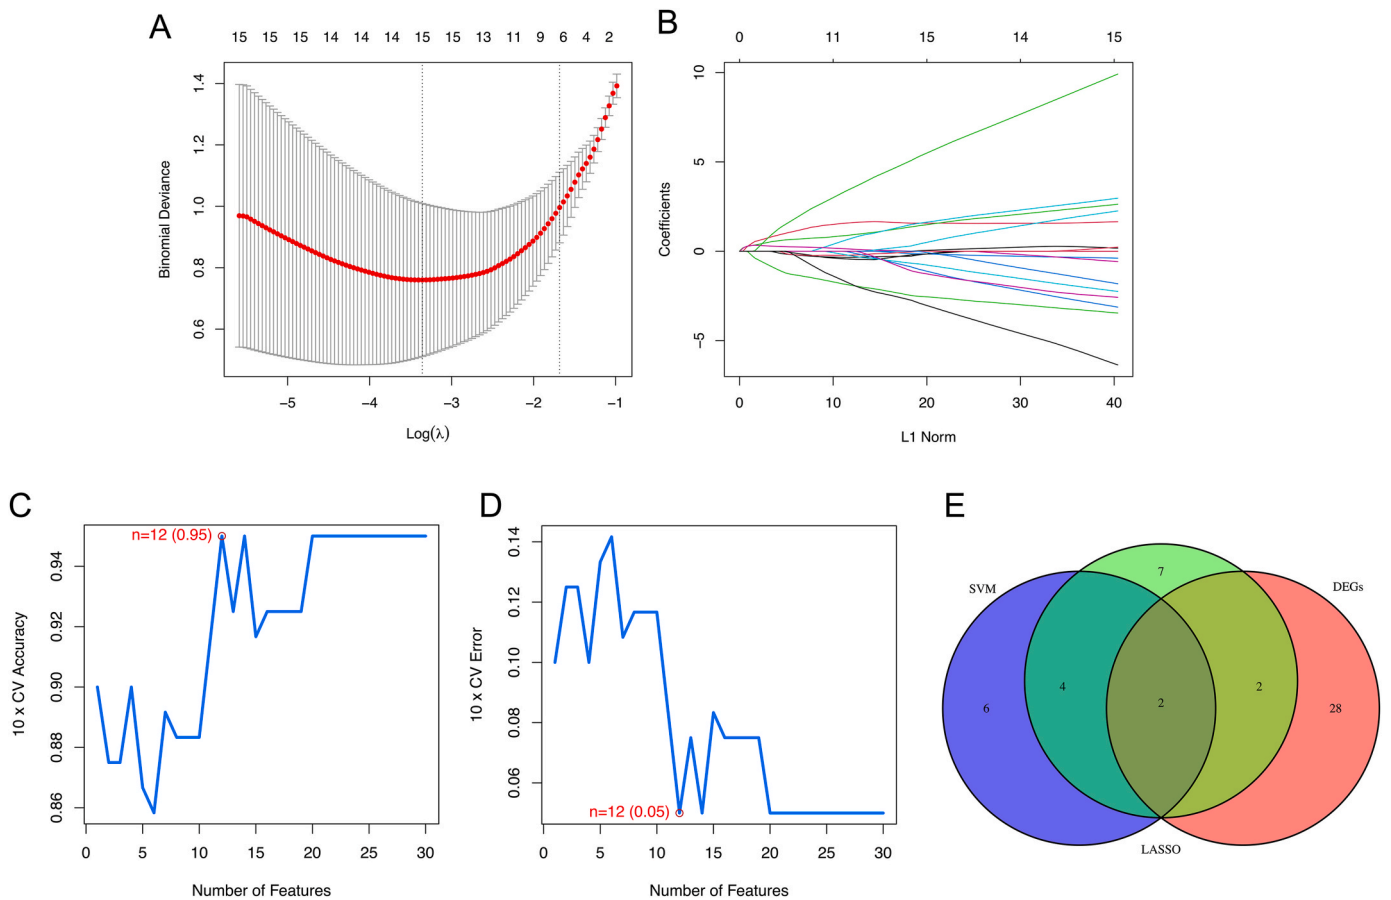 A
15 15 15 14 14 14 15 15 13 11 9 6 4 2
Binomial Deviance
1.4
1.2
1.0
0.8
0.6
−5 −4 −3 −2 −1
Log(λ)
B
0 11 15 14 15
Coefficients
10
5
0
−5
0 10 20 30 40
L1 Norm
C
n=12 (0.95)
10 x CV Accuracy
0.94
0.92
0.90
0.88
0.86
0 5 10 15 20 25 30
Number of Features
D
10 x CV Error
0.14
0.12
0.10
0.08
0.06
n=12 (0.05)
0 5 10 15 20 25 30
Number of Features
E
7
SVM
DEGs
4
2
2
6
28
LASSO